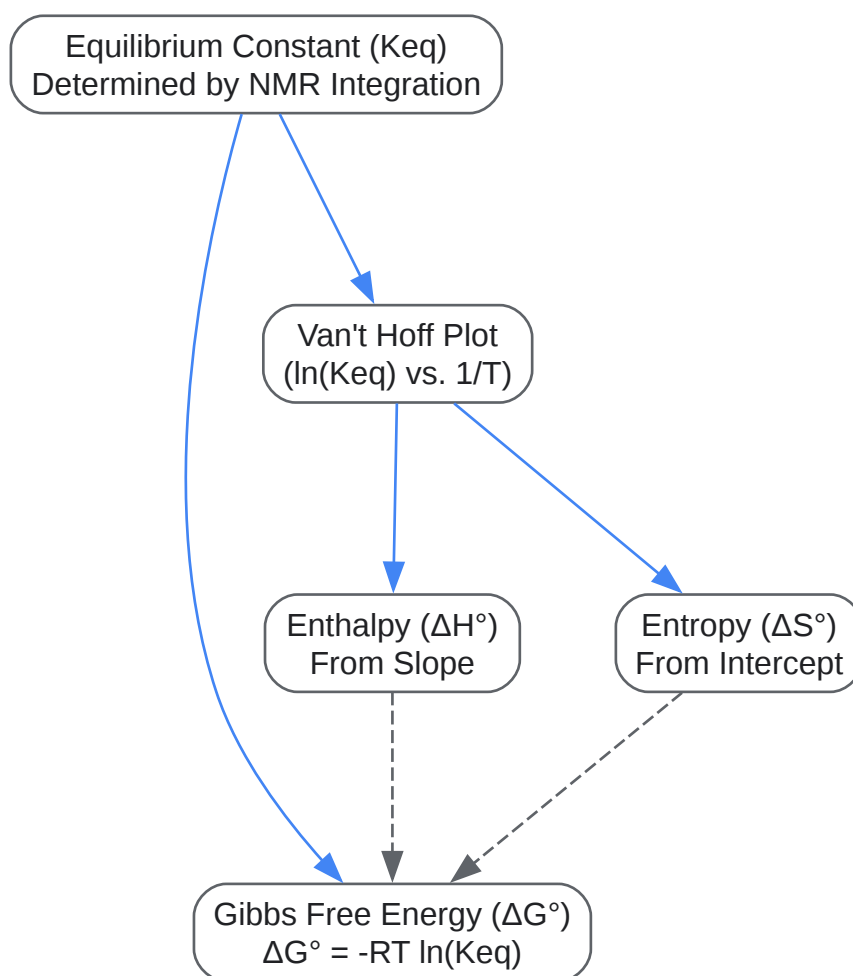 Equilibrium Constant (Keq)
Determined by NMR Integration
Van't Hoff Plot
(ln(Keq) vs. 1/T)
Enthalpy (ΔH°)
From Slope
Entropy (ΔS°)
From Intercept
Gibbs Free Energy (ΔG°)
ΔG° = -RT ln(Keq)